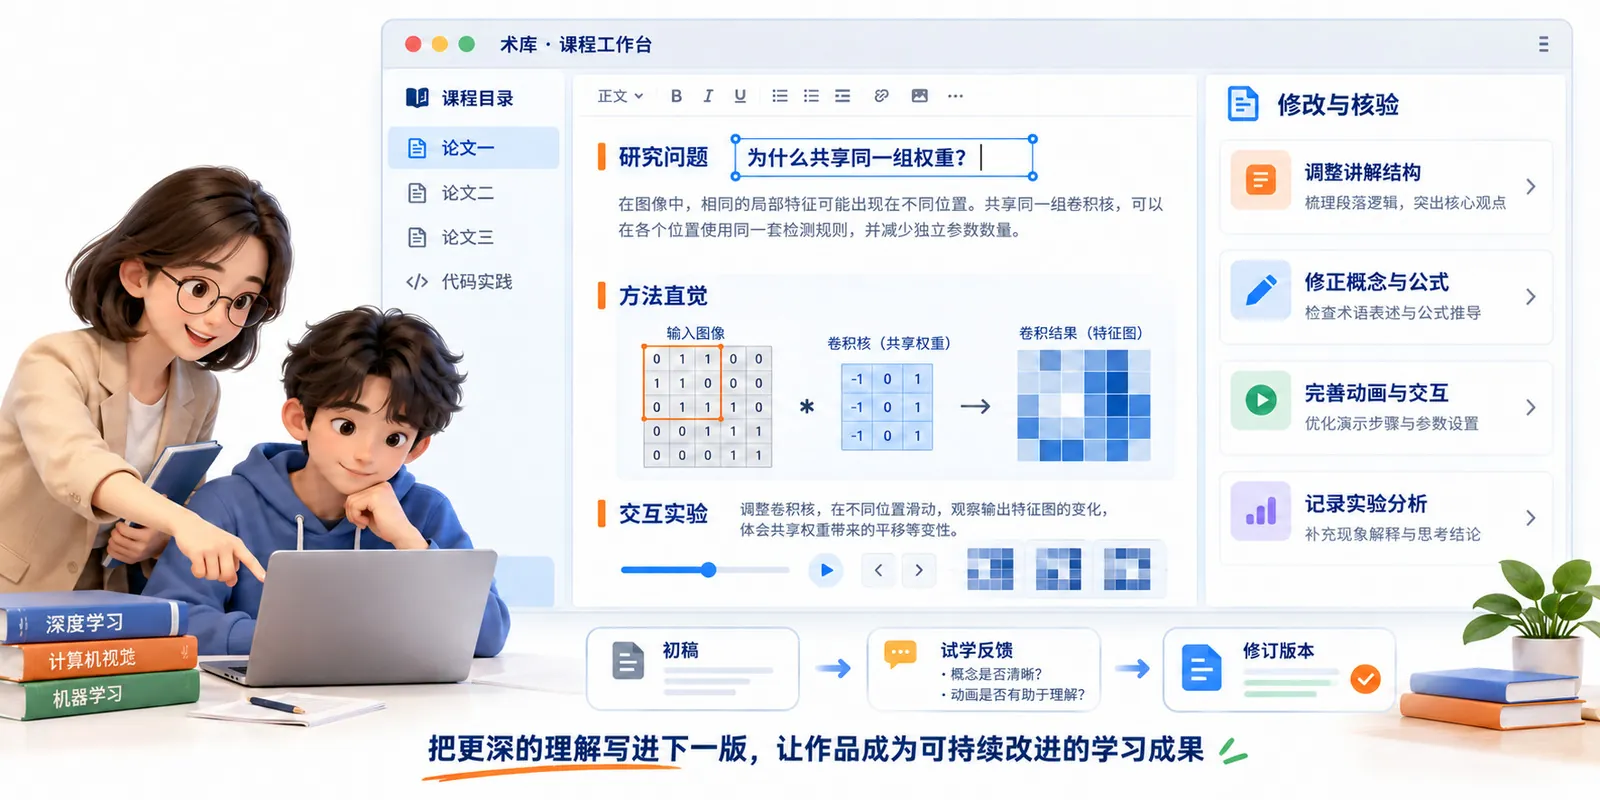 术库 · 课程工作台
课程目录
论文一
论文二
论文三
代码实践
正文
B I U
研究问题
为什么共享同一组权重？
在图像中，相同的局部特征可能出现在不同位置。共享同一组卷积核，可以
在各个位置使用同一套检测规则，并减少独立参数数量。
方法直觉
输入图像
0 1 1 0 0
1 1 0 0 0
0 1 1 1 0
0 0 1 1 1
0 0 0 1 1
*
卷积核（共享权重）
-1 0 1
-1 0 1
-1 0 1
→
卷积结果（特征图）
交互实验
调整卷积核，在不同位置滑动，观察输出特征图的变化，
体会共享权重带来的平移等变性。
修改与核验
调整讲解结构
梳理段落逻辑，突出核心观点
修正概念与公式
检查术语表述与公式推导
完善动画与交互
优化演示步骤与参数设置
记录实验分析
补充现象解释与思考结论
深度学习
计算机视觉
机器学习
初稿
试学反馈
· 概念是否清晰？
· 动画是否有助于理解？
修订版本
把更深的理解写进下一版，让作品成为可持续改进的学习成果